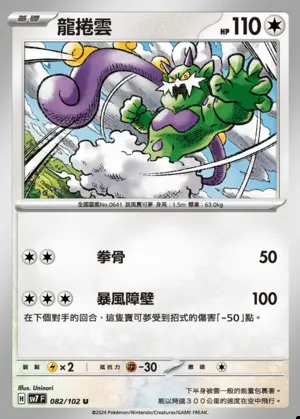 基礎 龍捲雲 HP 110
全國圖鑑No.0641 旋風寶可夢 身高：1.5m 體重：63.0kg
拳骨 50
暴風障壁 100
在下個對手的回合，這隻寶可夢受到招式的傷害「-50」點。
弱點 ×2 抵抗力 -30 撤退
Illus. Uninori
H SV7 F 082/102 U
下半身被雲一般的能量包覆著。
能以時速３００公里的速度在空中飛行。
©2024 Pokémon/Nintendo/Creatures/GAME FREAK.